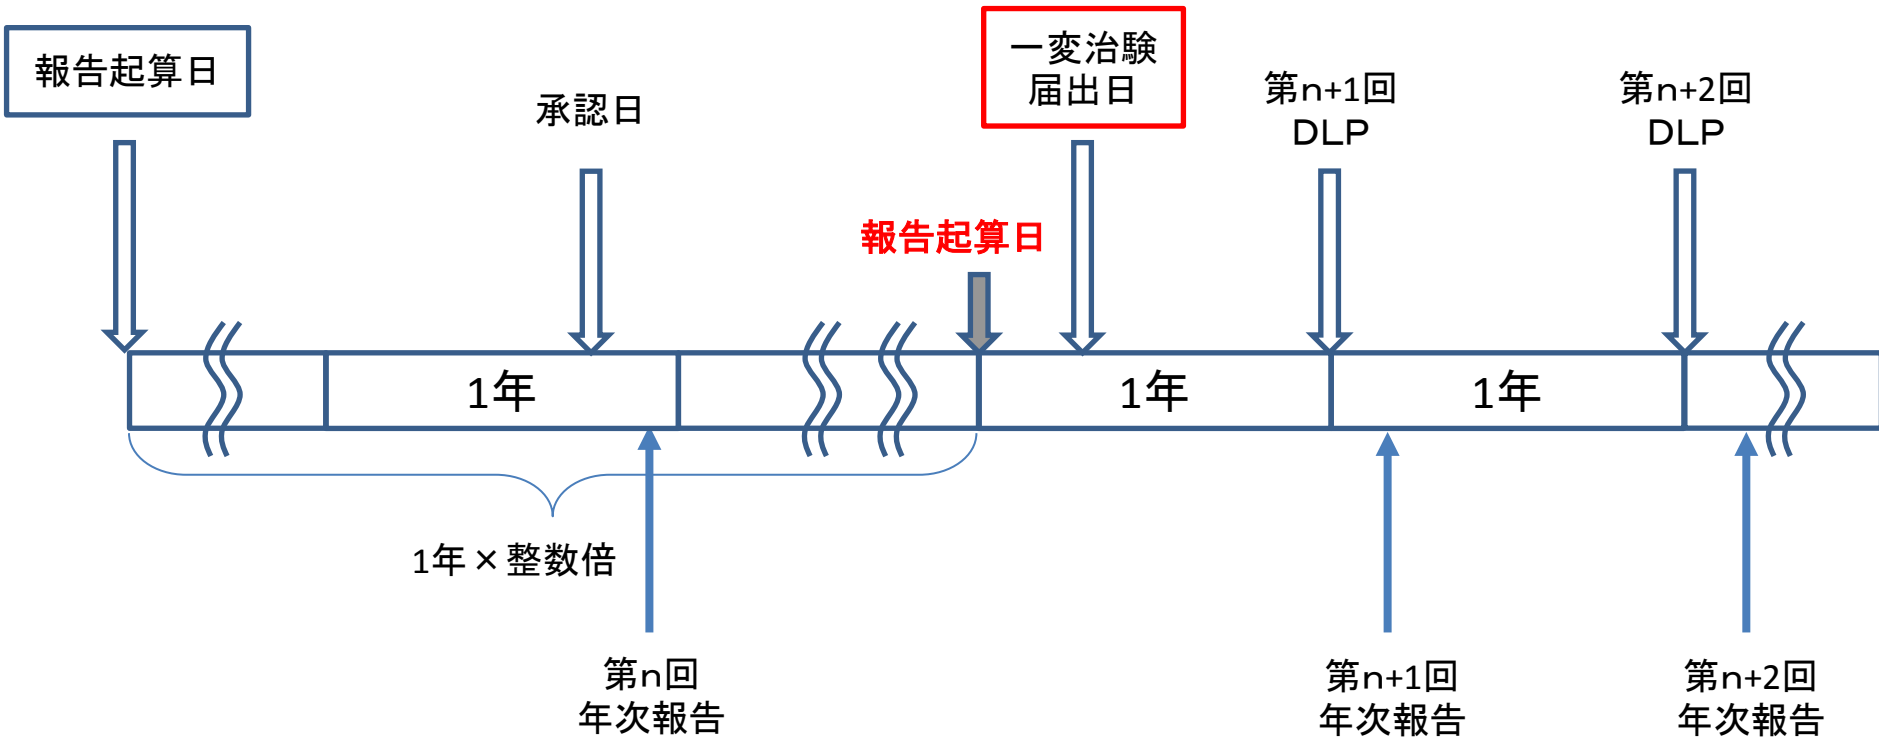 報告起算日
承認日
一変治験
届出日
第n+1回
DLP
第n+2回
DLP
報告起算日
1年
1年
1年
1年×整数倍
第n回
年次報告
第n+1回
年次報告
第n+2回
年次報告